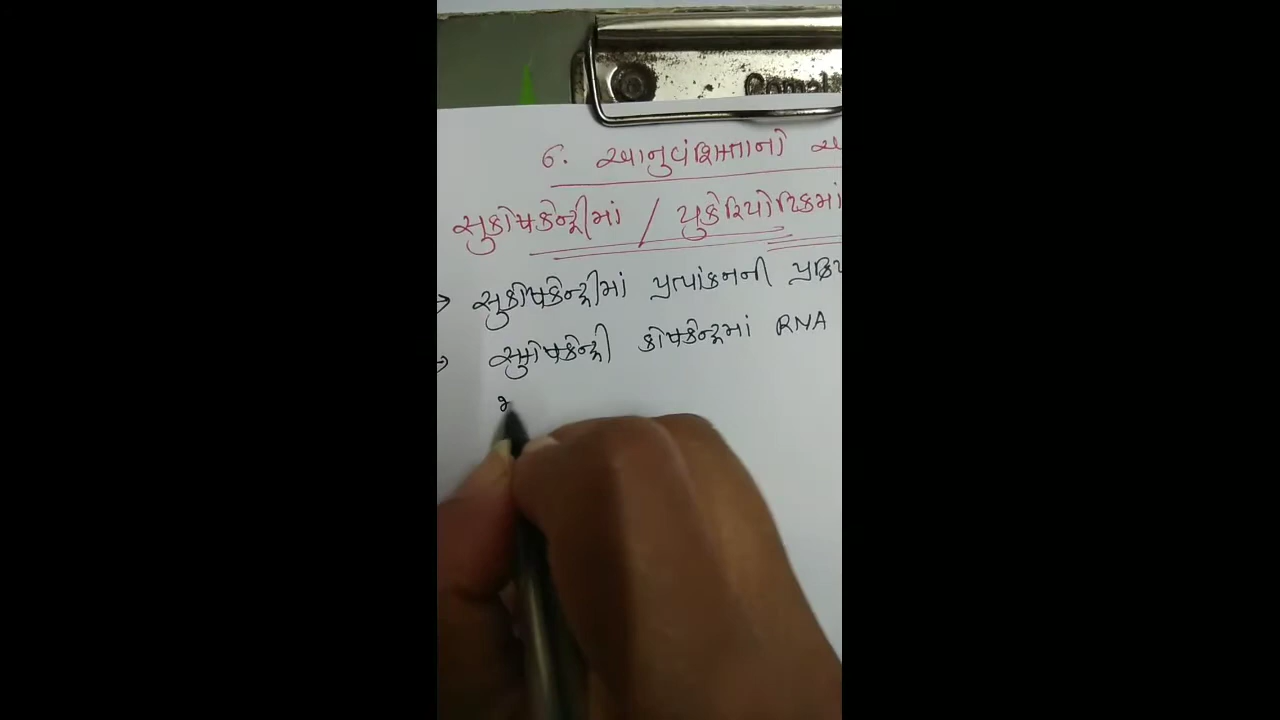 6. આનુવંશિકતાનો
સુકોષકેન્દ્રીમાં / યુકેરિયોટિકમાં
→ સુકોષકેન્દ્રીમાં પ્રત્યાંકનની
→ સુકોષકેન્દ્રી કોષકેન્દ્રમાં RNA